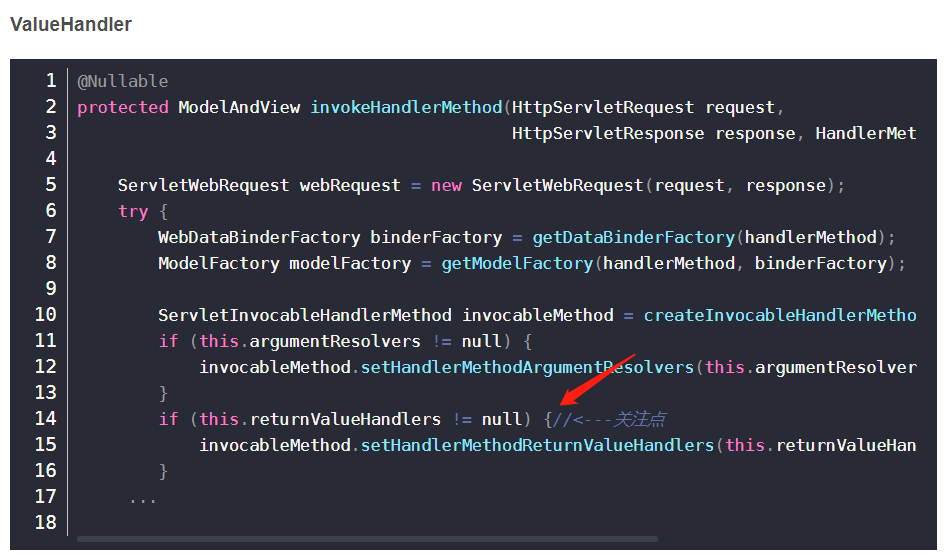 ValueHandler
1 @Nullable
2 protected ModelAndView invokeHandlerMethod(HttpServletRequest request,
3 HttpServletResponse response, HandlerMet
4
5 ServletWebRequest webRequest = new ServletWebRequest(request, response);
6 try {
7 WebDataBinderFactory binderFactory = getDataBinderFactory(handlerMethod);
8 ModelFactory modelFactory = getModelFactory(handlerMethod, binderFactory);
9
10 ServletInvocableHandlerMethod invocableMethod = createInvocableHandlerMetho
11 if (this.argumentResolvers != null) {
12 invocableMethod.setHandlerMethodArgumentResolvers(this.argumentResolver
13 }
14 if (this.returnValueHandlers != null) {//<---关注点
15 invocableMethod.setHandlerMethodReturnValueHandlers(this.returnValueHan
16 }
17 ...
18